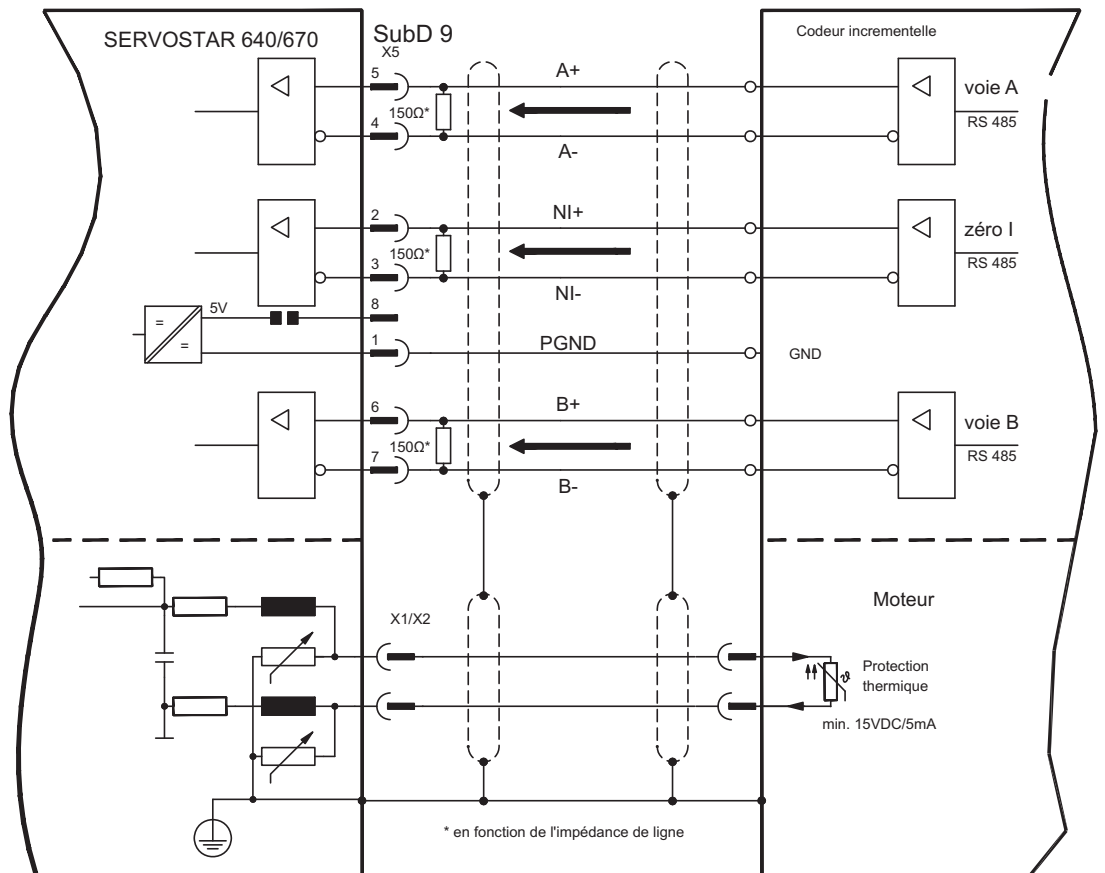 SERVOSTAR 640/670
SubD 9
X5
Codeur incrementelle
5
A+
voie A
150Ω*
RS 485
4
A-
2
NI+
zéro I
150Ω*
RS 485
3
NI-
5V
8
=
=
1
PGND
GND
6
B+
voie B
150Ω*
RS 485
7
B-
Moteur
X1/X2
Protection
thermique
ϑ
min. 15VDC/5mA
* en fonction de l'impédance de ligne